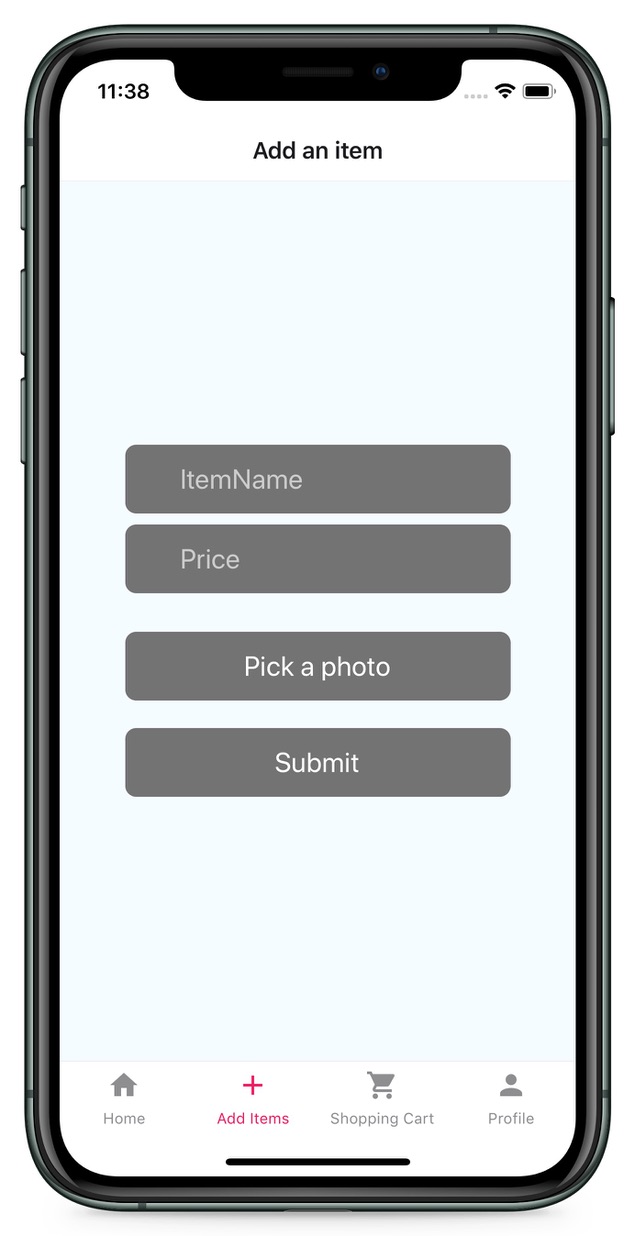 11:38
Add an item
ItemName
Price
Pick a photo
Submit
Home Add Items Shopping Cart Profile